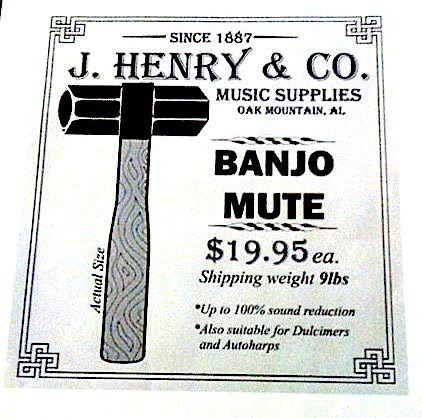 SINCE 1887
J. HENRY & CO.
MUSIC SUPPLIES
OAK MOUNTAIN, AL
BANJO
MUTE
$19.95 ea.
Shipping weight 9lbs
Actual Size
*Up to 100% sound reduction
*Also suitable for Dulcimers
and Autoharps